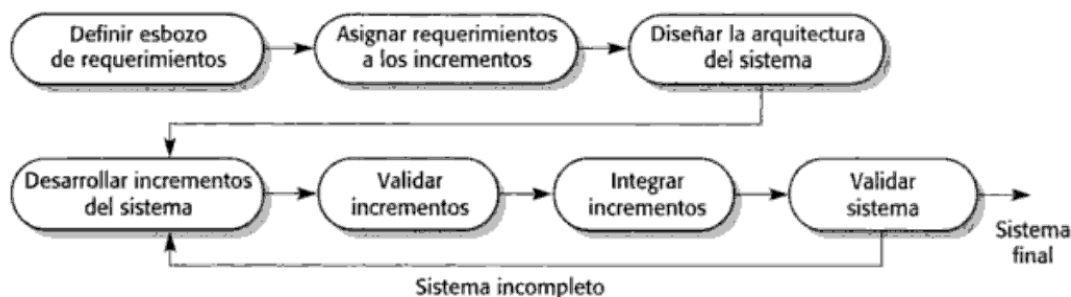 Definir esbozo
de requerimientos
Asignar requerimientos
a los incrementos
Diseñar la arquitectura
del sistema
Desarrollar incrementos
del sistema
Validar
incrementos
Integrar
incrementos
Validar
sistema
Sistema
final
Sistema incompleto